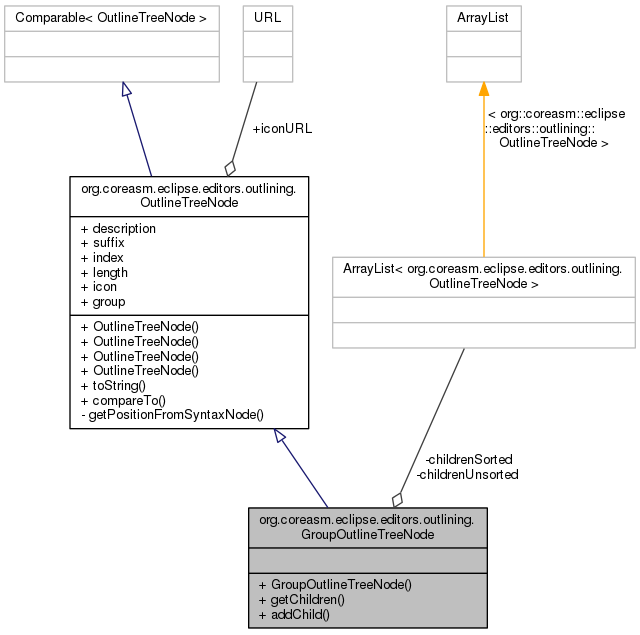 Comparable< OutlineTreeNode >
URL
ArrayList
+iconURL
< org::coreasm::eclipse
::editors::outlining::
OutlineTreeNode >
org.coreasm.eclipse.editors.outlining.
OutlineTreeNode
+ description
+ suffix
+ index
+ length
+ icon
+ group
+ OutlineTreeNode()
+ OutlineTreeNode()
+ OutlineTreeNode()
+ OutlineTreeNode()
+ toString()
+ compareTo()
- getPositionFromSyntaxNode()
ArrayList< org.coreasm.eclipse.editors.outlining.
OutlineTreeNode >
-childrenSorted
-childrenUnsorted
org.coreasm.eclipse.editors.outlining.
GroupOutlineTreeNode
+ GroupOutlineTreeNode()
+ getChildren()
+ addChild()